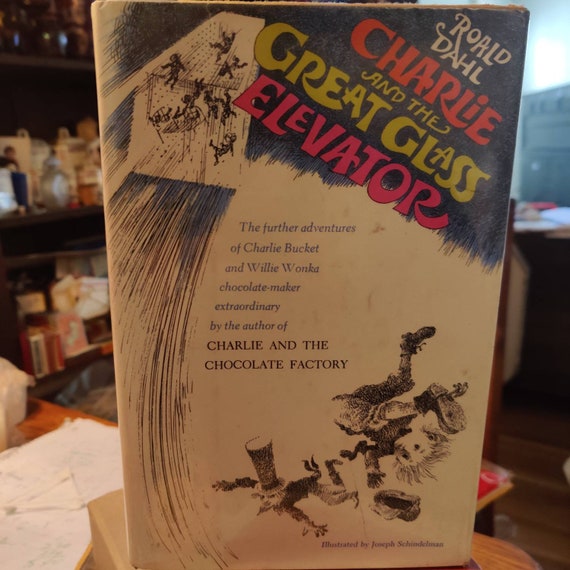 ROALD
DAHL
CHARLIE
AND THE
GREAT GLASS
ELEVATOR
The further adventures
of Charlie Bucket
and Willie Wonka
chocolate-maker
extraordinary
by the author of
CHARLIE AND THE
CHOCOLATE FACTORY
Illustrated by Joseph Schindelman